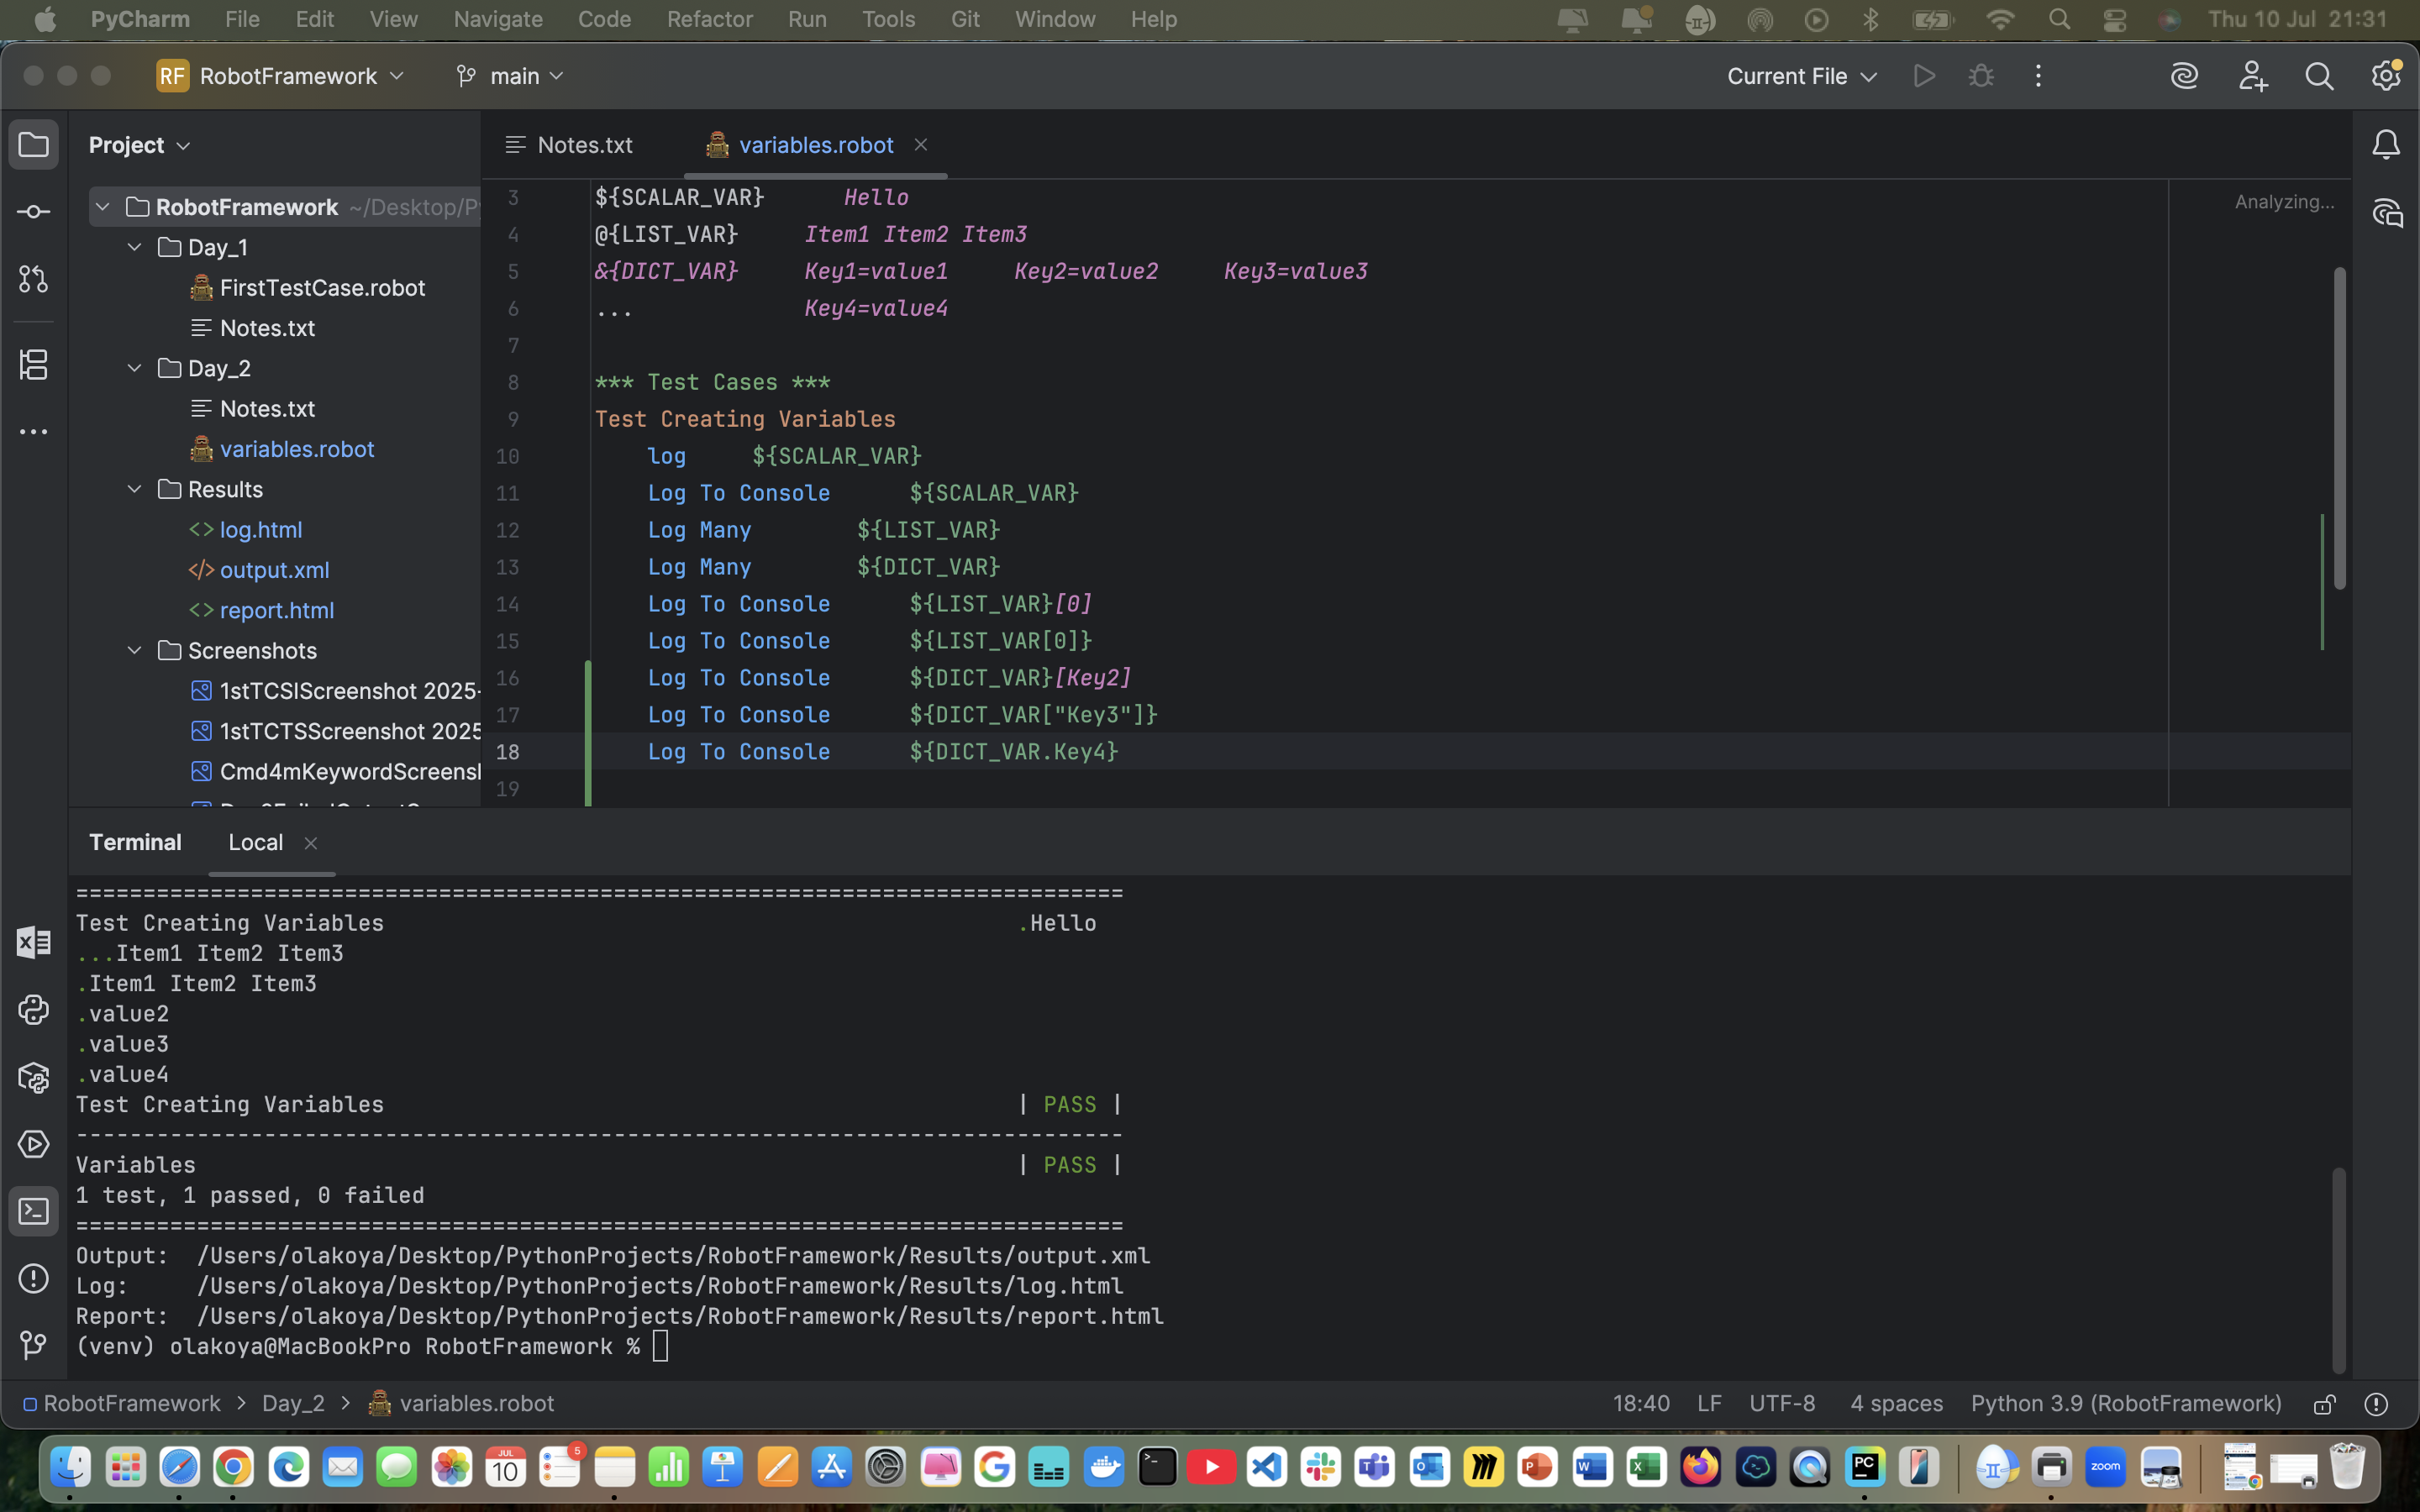 PyCharm File Edit View Navigate Code Refactor Run Tools Git Window Help Thu 10 Jul 21:31
RF RobotFramework main Current File
Project
Notes.txt variables.robot
RobotFramework ~/Desktop/P
Day_1
FirstTestCase.robot
Notes.txt
Day_2
Notes.txt
variables.robot
Results
log.html
output.xml
report.html
Screenshots
1stTCSIScreenshot 2025-
1stTCTSScreenshot 2025
Cmd4mKeywordScreensl
Analyzing...
3 ${SCALAR_VAR} Hello
4 @{LIST_VAR} Item1 Item2 Item3
5 &{DICT_VAR} Key1=value1 Key2=value2 Key3=value3
6 ... Key4=value4
7
8 *** Test Cases ***
9 Test Creating Variables
10 log ${SCALAR_VAR}
11 Log To Console ${SCALAR_VAR}
12 Log Many ${LIST_VAR}
13 Log Many ${DICT_VAR}
14 Log To Console ${LIST_VAR}[0]
15 Log To Console ${LIST_VAR[0]}
16 Log To Console ${DICT_VAR}[Key2]
17 Log To Console ${DICT_VAR["Key3"]}
18 Log To Console ${DICT_VAR.Key4}
19
Terminal Local
==============================================================================
Test Creating Variables .Hello
...Item1 Item2 Item3
.Item1 Item2 Item3
.value2
.value3
.value4
Test Creating Variables | PASS |
------------------------------------------------------------------------------
Variables | PASS |
1 test, 1 passed, 0 failed
==============================================================================
Output: /Users/olakoya/Desktop/PythonProjects/RobotFramework/Results/output.xml
Log: /Users/olakoya/Desktop/PythonProjects/RobotFramework/Results/log.html
Report: /Users/olakoya/Desktop/PythonProjects/RobotFramework/Results/report.html
(venv) olakoya@MacBookPro RobotFramework %
RobotFramework > Day_2 > variables.robot 18:40 LF UTF-8 4 spaces Python 3.9 (RobotFramework)
JUL
10
5
PC
zoom